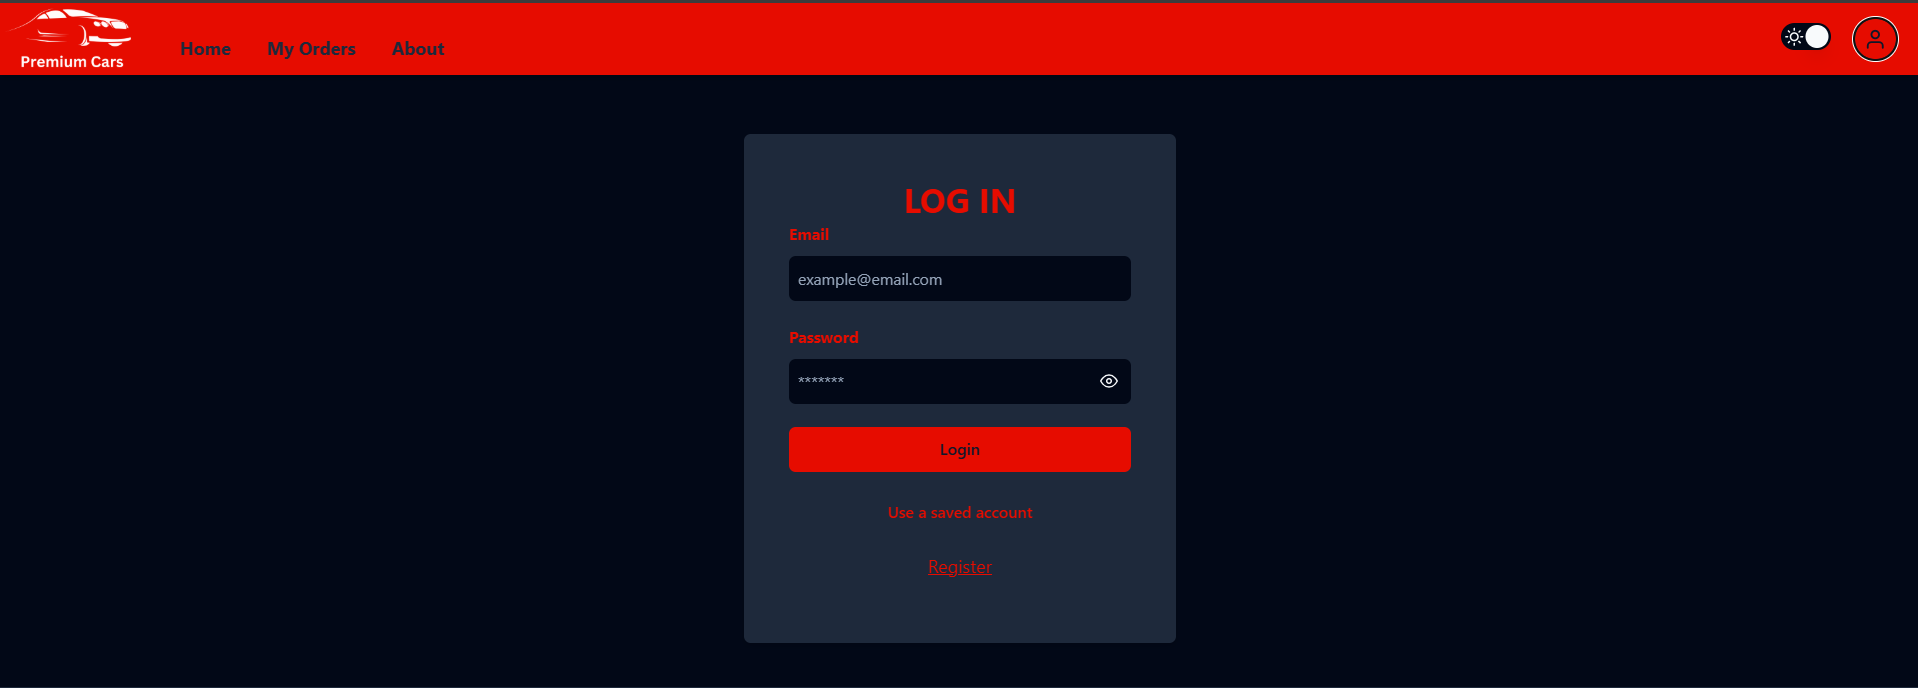 Premium Cars
Home
My Orders
About
LOG IN
Email
example@email.com
Password
*******
Login
Use a saved account
Register